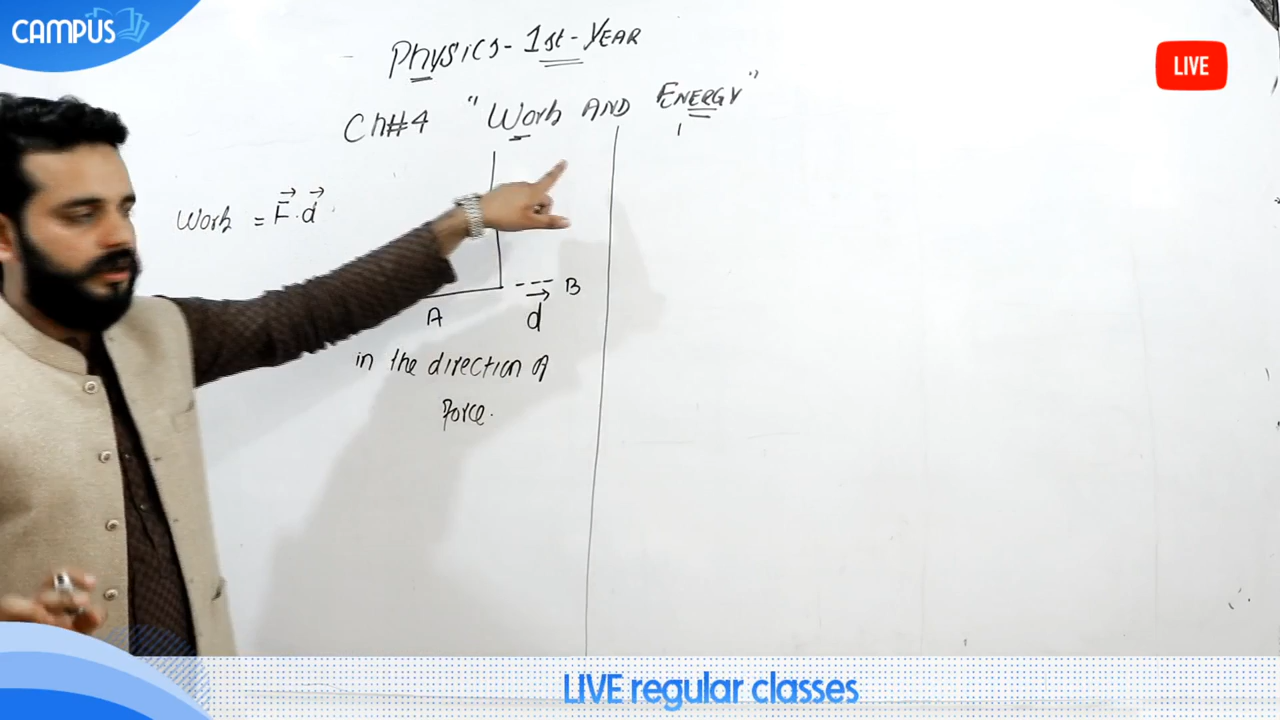 CAMPUS
LIVE
Physics-1st-YEAR
Ch#4 "Work AND ENERGY"
Work = F.d
A
B
d
in the direction of
force.
LIVE regular classes